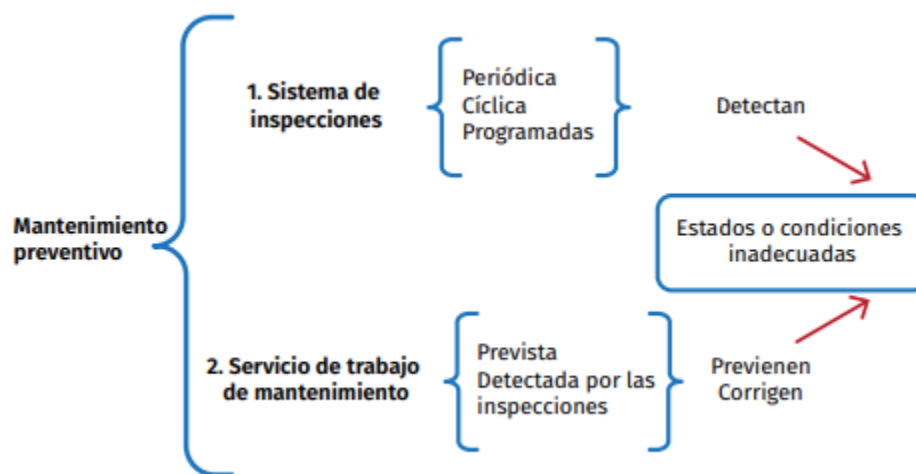 Mantenimiento
preventivo
1. Sistema de
inspecciones
Periódica
Cíclica
Programadas
Detectan
Estados o condiciones
inadecuadas
2. Servicio de trabajo
de mantenimiento
Prevista
Detectada por las
inspecciones
Previenen
Corrigen